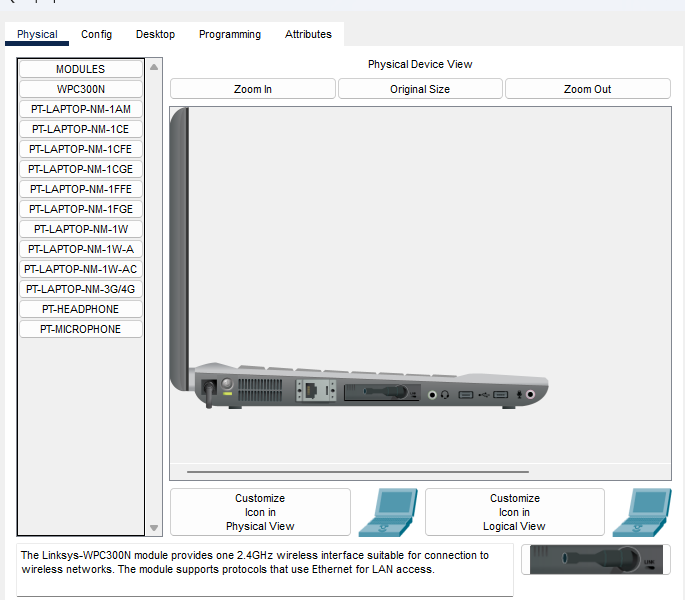 Physical
Config
Desktop
Programming
Attributes
MODULES
WPC300N
PT-LAPTOP-NM-1AM
PT-LAPTOP-NM-1CE
PT-LAPTOP-NM-1CFE
PT-LAPTOP-NM-1CGE
PT-LAPTOP-NM-1FFE
PT-LAPTOP-NM-1FGE
PT-LAPTOP-NM-1W
PT-LAPTOP-NM-1W-A
PT-LAPTOP-NM-1W-AC
PT-LAPTOP-NM-3G/4G
PT-HEADPHONE
PT-MICROPHONE
Physical Device View
Zoom In
Original Size
Zoom Out
Customize
Icon in
Physical View
Customize
Icon in
Logical View
The Linksys-WPC300N module provides one 2.4GHz wireless interface suitable for connection to
wireless networks. The module supports protocols that use Ethernet for LAN access.